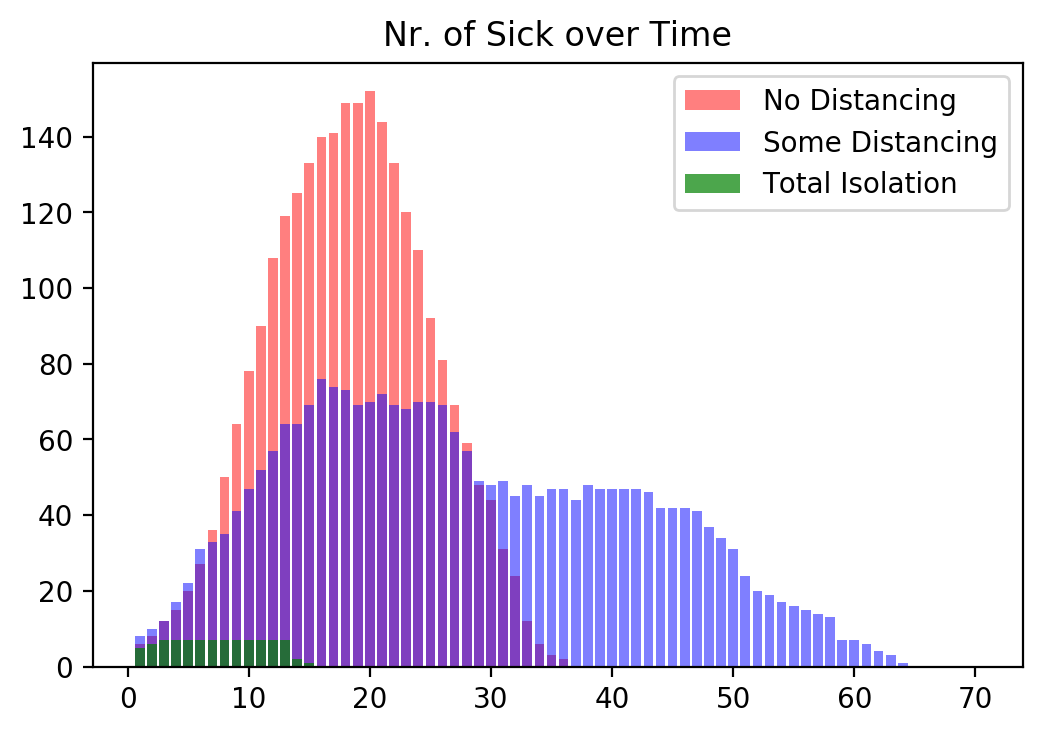 Nr. of Sick over Time
No Distancing
Some Distancing
Total Isolation
140
120
100
80
60
40
20
0
0 10 20 30 40 50 60 70